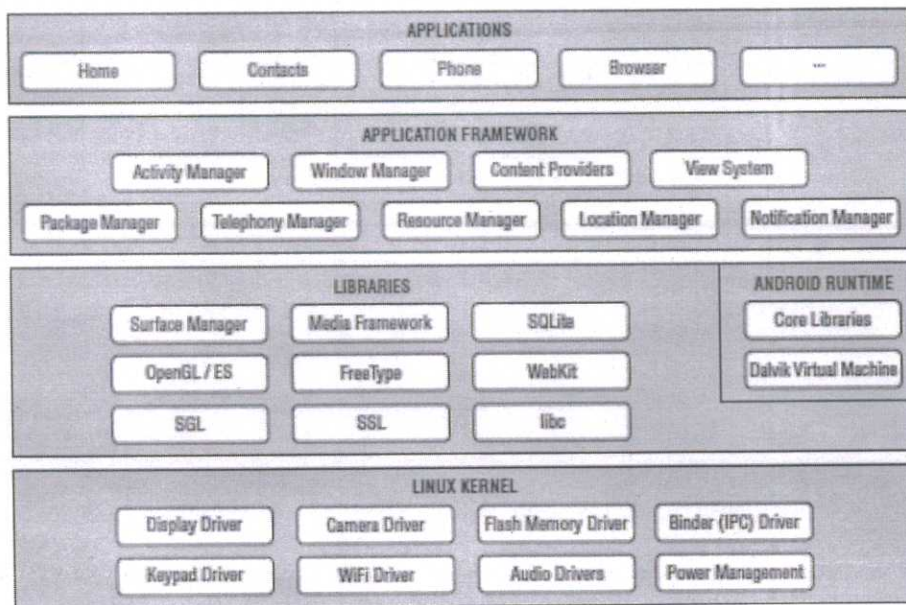 APPLICATIONS
Home Contacts Phone Browser ...
APPLICATION FRAMEWORK
Activity Manager Window Manager Content Providers View System
Package Manager Telephony Manager Resource Manager Location Manager Notification Manager
LIBRARIES
Surface Manager Media Framework SQLite
OpenGL / ES FreeType WebKit
SGL SSL libc
ANDROID RUNTIME
Core Libraries
Dalvik Virtual Machine
LINUX KERNEL
Display Driver Camera Driver Flash Memory Driver Binder (IPC) Driver
Keypad Driver WiFi Driver Audio Drivers Power Management